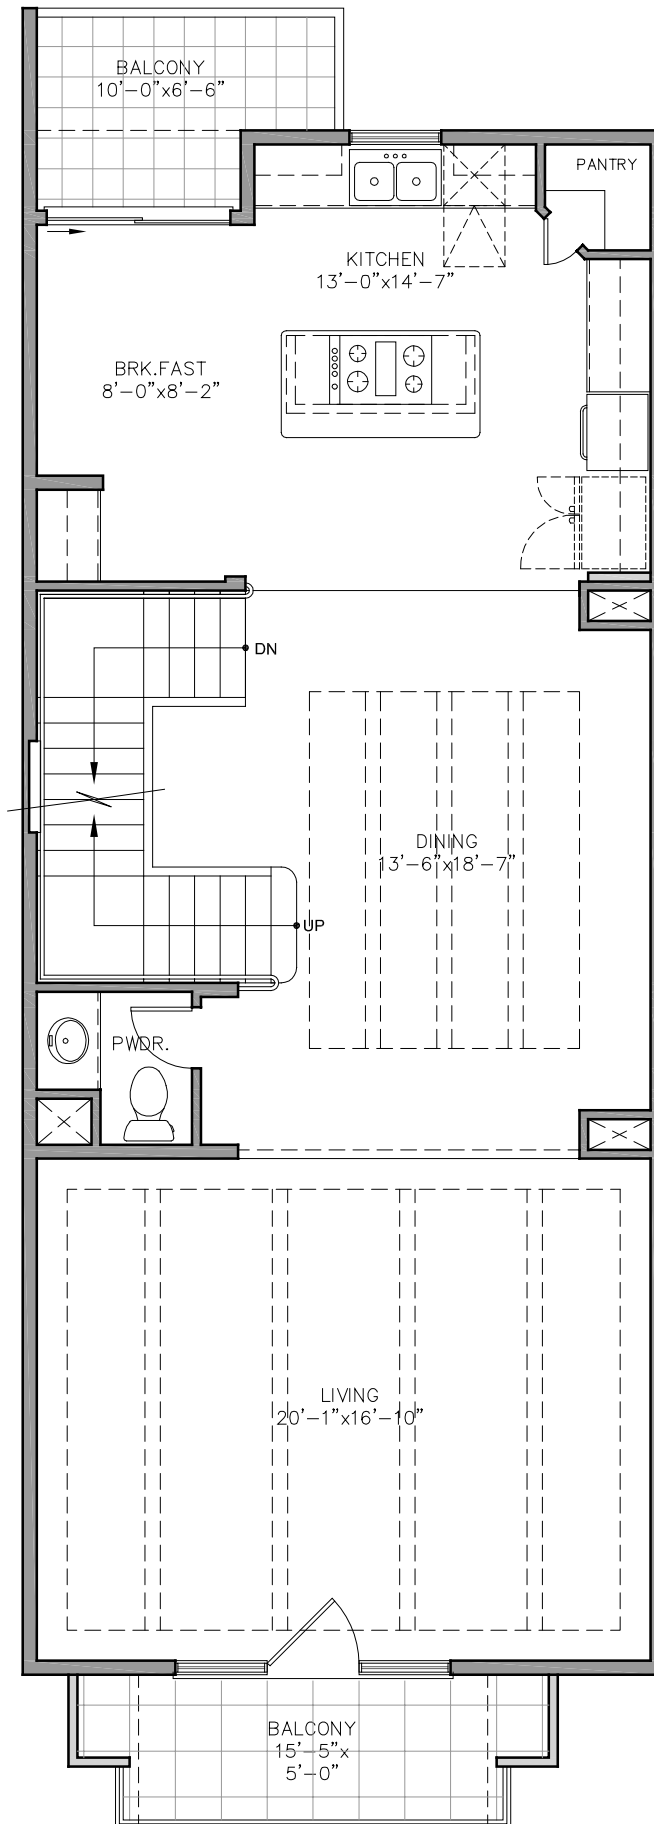 BALCONY
10'-0"x6'-6"
PANTRY
KITCHEN
13'-0"x14'-7"
BRK.FAST
8'-0"x8'-2"
DN
DINING
13'-6"x18'-7"
UP
PWDR.
LIVING
20'-1"x16'-10"
BALCONY
15'-5"x
5'-0"